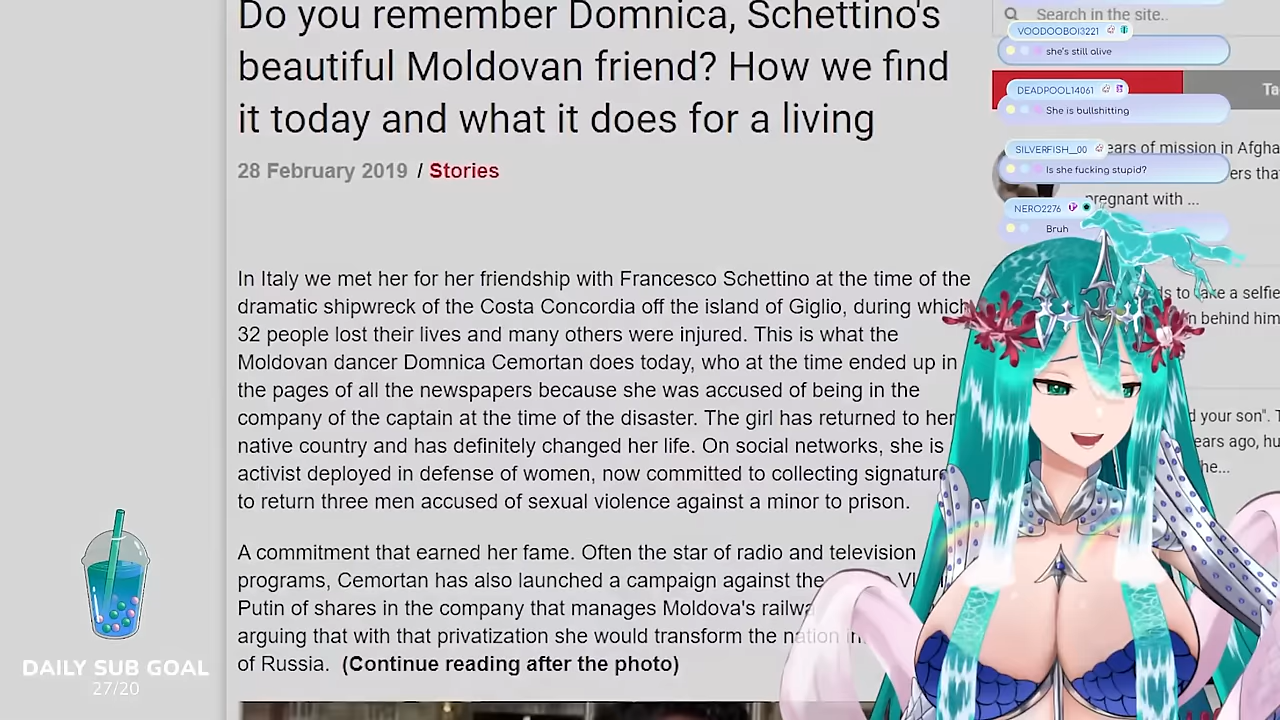 Do you remember Domnica, Schettino's
beautiful Moldovan friend? How we find
it today and what it does for a living
28 February 2019 / Stories
In Italy we met her for her friendship with Francesco Schettino at the time of the
dramatic shipwreck of the Costa Concordia off the island of Giglio, during which
32 people lost their lives and many others were injured. This is what the
Moldovan dancer Domnica Cemortan does today, who at the time ended up in
the pages of all the newspapers because she was accused of being in the
company of the captain at the time of the disaster. The girl has returned to her
native country and has definitely changed her life. On social networks, she is
activist deployed in defense of women, now committed to collecting
to return three men accused of sexual violence against a minor to prison.
A commitment that earned her fame. Often the star of radio and television
programs, Cemortan has also launched a campaign against the
Putin of shares in the company that manages Moldova's
arguing that with that privatization she would transform the nation in
of Russia. (Continue reading after the photo)
Search in the site..
VOODOOBOI3221
she's still alive
DEADPOOL14061
She is bullshitting
SILVERFISH__00
Is she fucking stupid?
NERO2276
Bruh
of mission in
pregnant with ...
to take a selfie
behind him
d your son".
ears ago,
he...
DAILY SUB GOAL
27/20